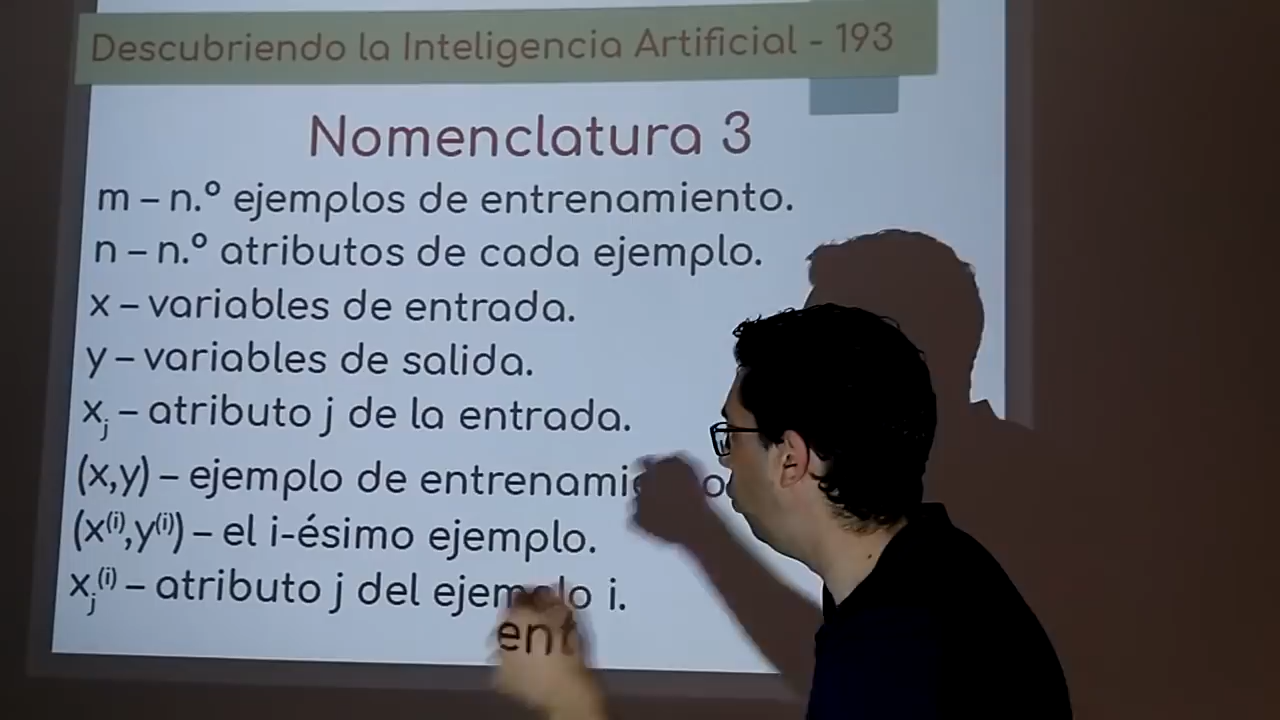 Descubriendo la Inteligencia Artificial - 193
Nomenclatura 3
m – n.º ejemplos de entrenamiento.
n – n.º atributos de cada ejemplo.
x – variables de entrada.
y – variables de salida.
xⱼ – atributo j de la entrada.
(x,y) – ejemplo de
(x⁽ⁱ⁾,y⁽ⁱ⁾) – el i-ésimo ejemplo.
xⱼ⁽ⁱ⁾ – atributo j del ejemplo i.